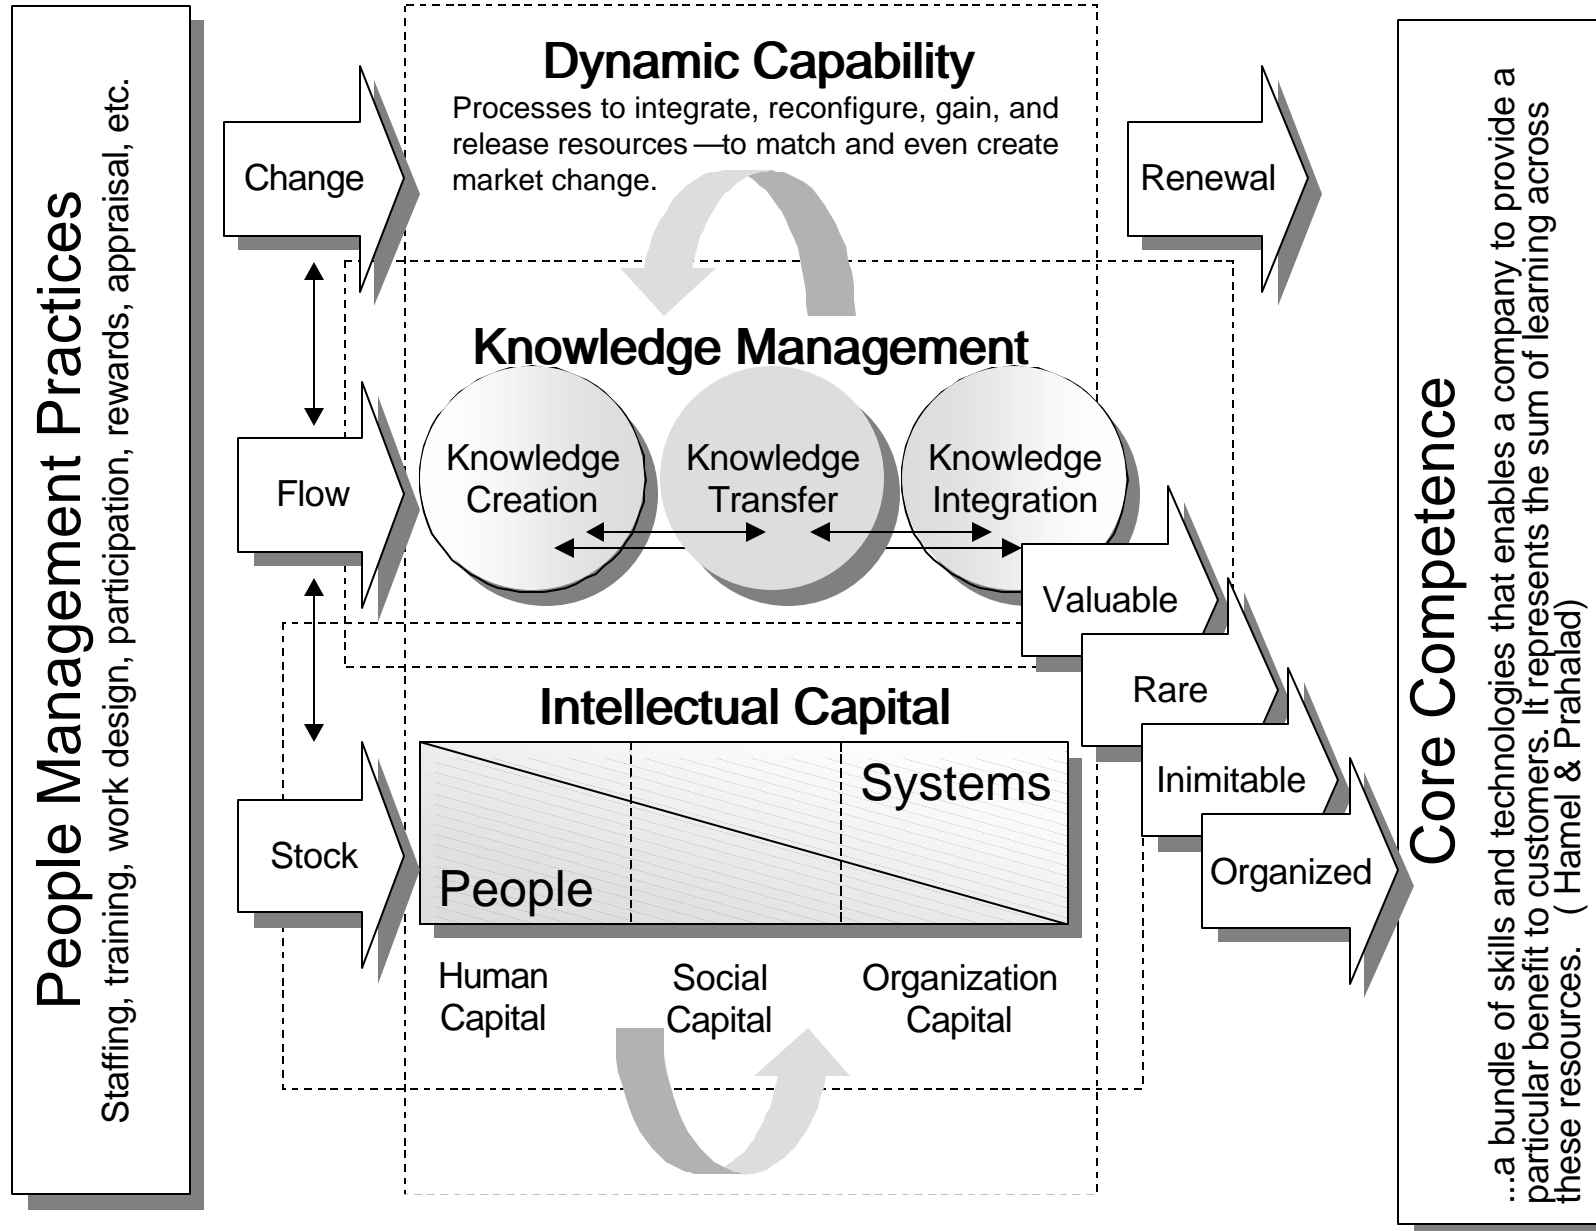 People Management Practices
Staffing, training, work design, participation, rewards, appraisal, etc.
Change
Flow
Stock
Dynamic Capability
Processes to integrate, reconfigure, gain, and
release resources—to match and even create
market change.
Renewal
Knowledge Management
Knowledge
Creation
Knowledge
Transfer
Knowledge
Integration
Valuable
Rare
Inimitable
Organized
Intellectual Capital
Systems
People
Human
Capital
Social
Capital
Organization
Capital
Core Competence
...a bundle of skills and technologies that enables a company to provide a
particular benefit to customers. It represents the sum of learning across
these resources. ( Hamel & Prahalad)